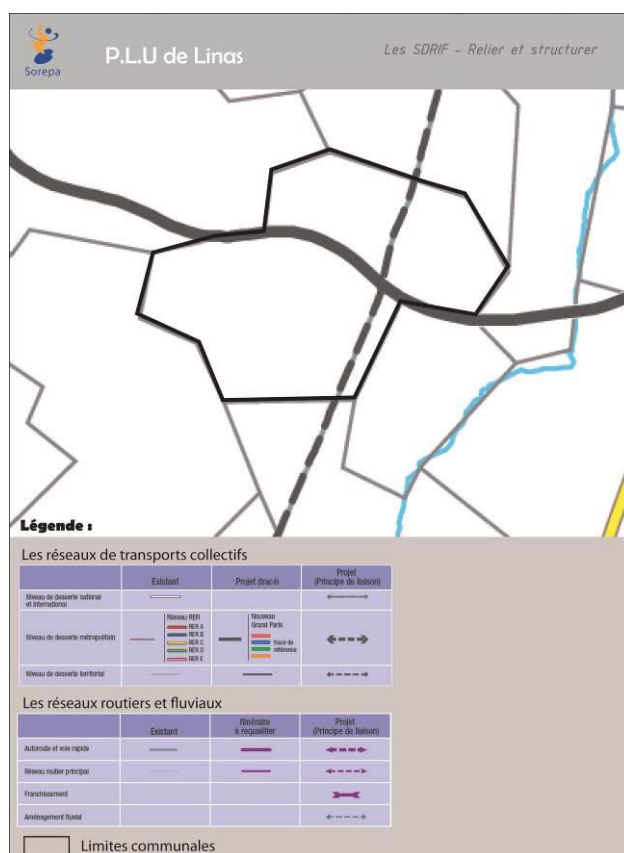 Sorepa
P.L.U de Linas
Les SDRIF - Relier et structurer
Légende :
Les réseaux de transports collectifs
Existant
Projet (tracé)
Projet
(Principe de liaison)
Niveau de desserte national
et international
Niveau de desserte métropolitain
Réseau RER
RER A
RER B
RER C
RER D
RER E
Nouveau
Grand Paris
tracé de
référence
Niveau de desserte territorial
Les réseaux routiers et fluviaux
Existant
Itinéraire
à requalifier
Projet
(Principe de liaison)
Autoroute et voie rapide
Réseau routier principal
Franchissement
Aménagement fluvial
Limites communales